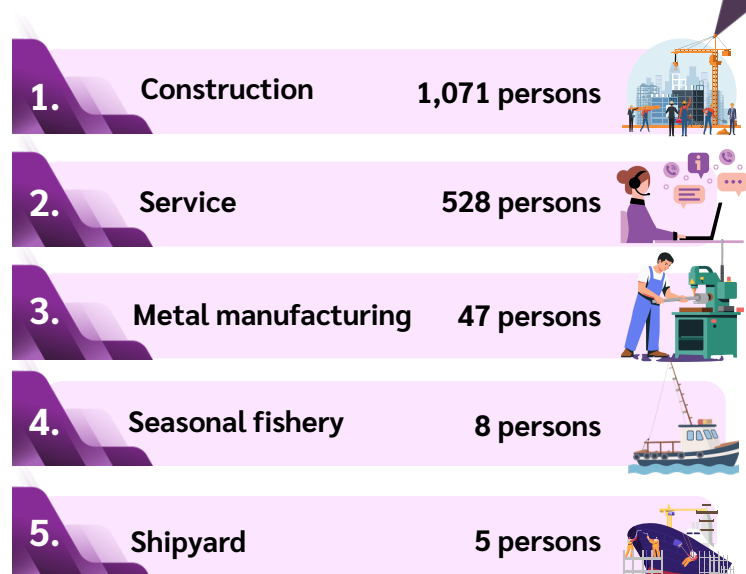 1. Construction 1,071 persons
2. Service 528 persons
3. Metal manufacturing 47 persons
4. Seasonal fishery 8 persons
5. Shipyard 5 persons